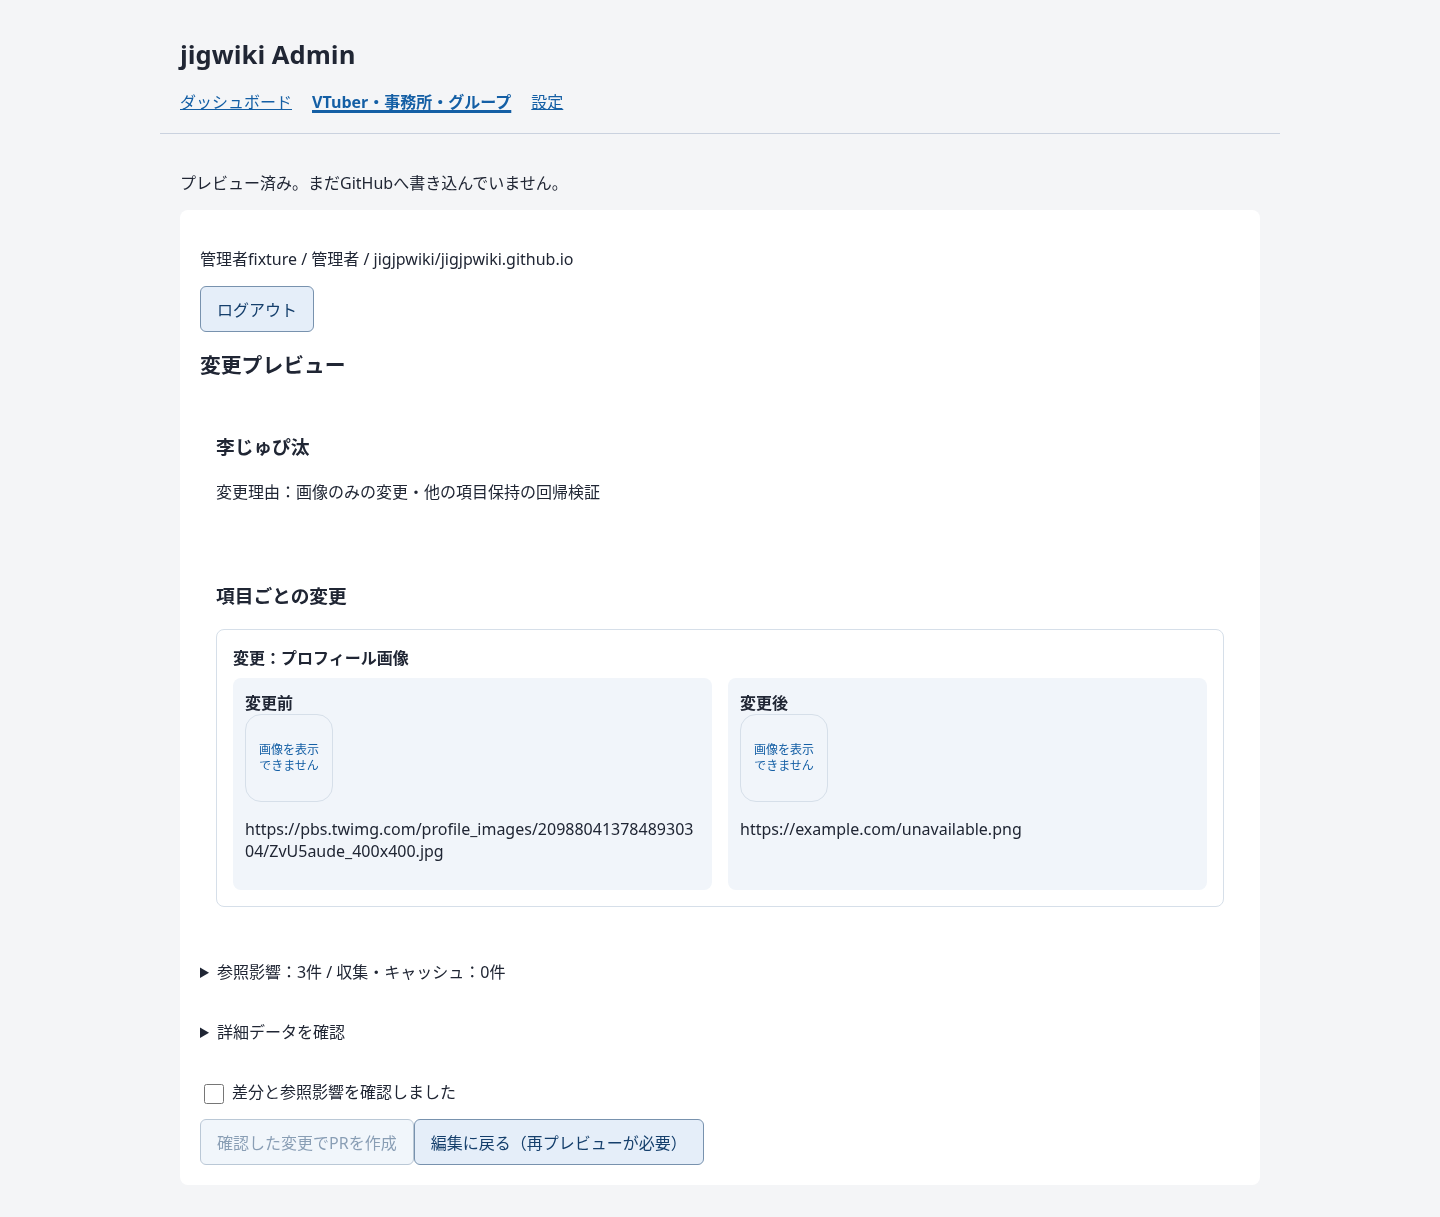 jigwiki Admin
ダッシュボード VTuber・事務所・グループ 設定
プレビュー済み。まだGitHubへ書き込んでいません。
管理者fixture / 管理者 / jigjpwiki/jigjpwiki.github.io
ログアウト
変更プレビュー
李じゅぴ汰
変更理由：画像のみの変更・他の項目保持の回帰検証
項目ごとの変更
変更：プロフィール画像
変更前
画像を表示
できません
https://pbs.twimg.com/profile_images/20988041378489303
04/ZvU5aude_400x400.jpg
変更後
画像を表示
できません
https://example.com/unavailable.png
参照影響：3件 / 収集・キャッシュ：0件
詳細データを確認
差分と参照影響を確認しました
確認した変更でPRを作成 編集に戻る（再プレビューが必要）